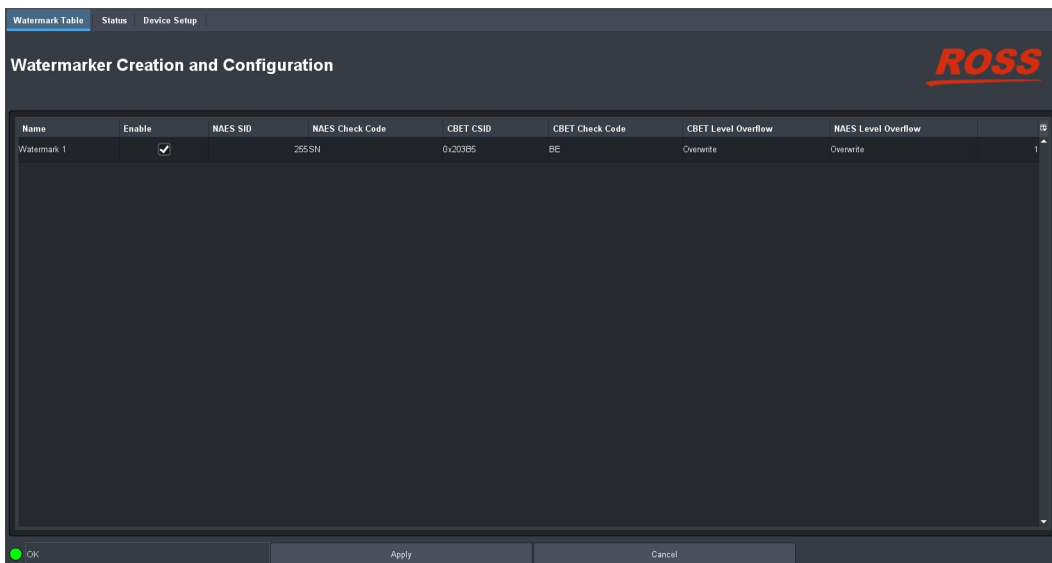 Watermark Table Status Device Setup
Watermarker Creation and Configuration
ROSS
Name Enable NAES SID NAES Check Code CBET CSID CBET Check Code CBET Level Overflow NAES Level Overflow
Watermark 1 255 SN 0x203B5 BE Overwrite Overwrite 1
OK Apply Cancel